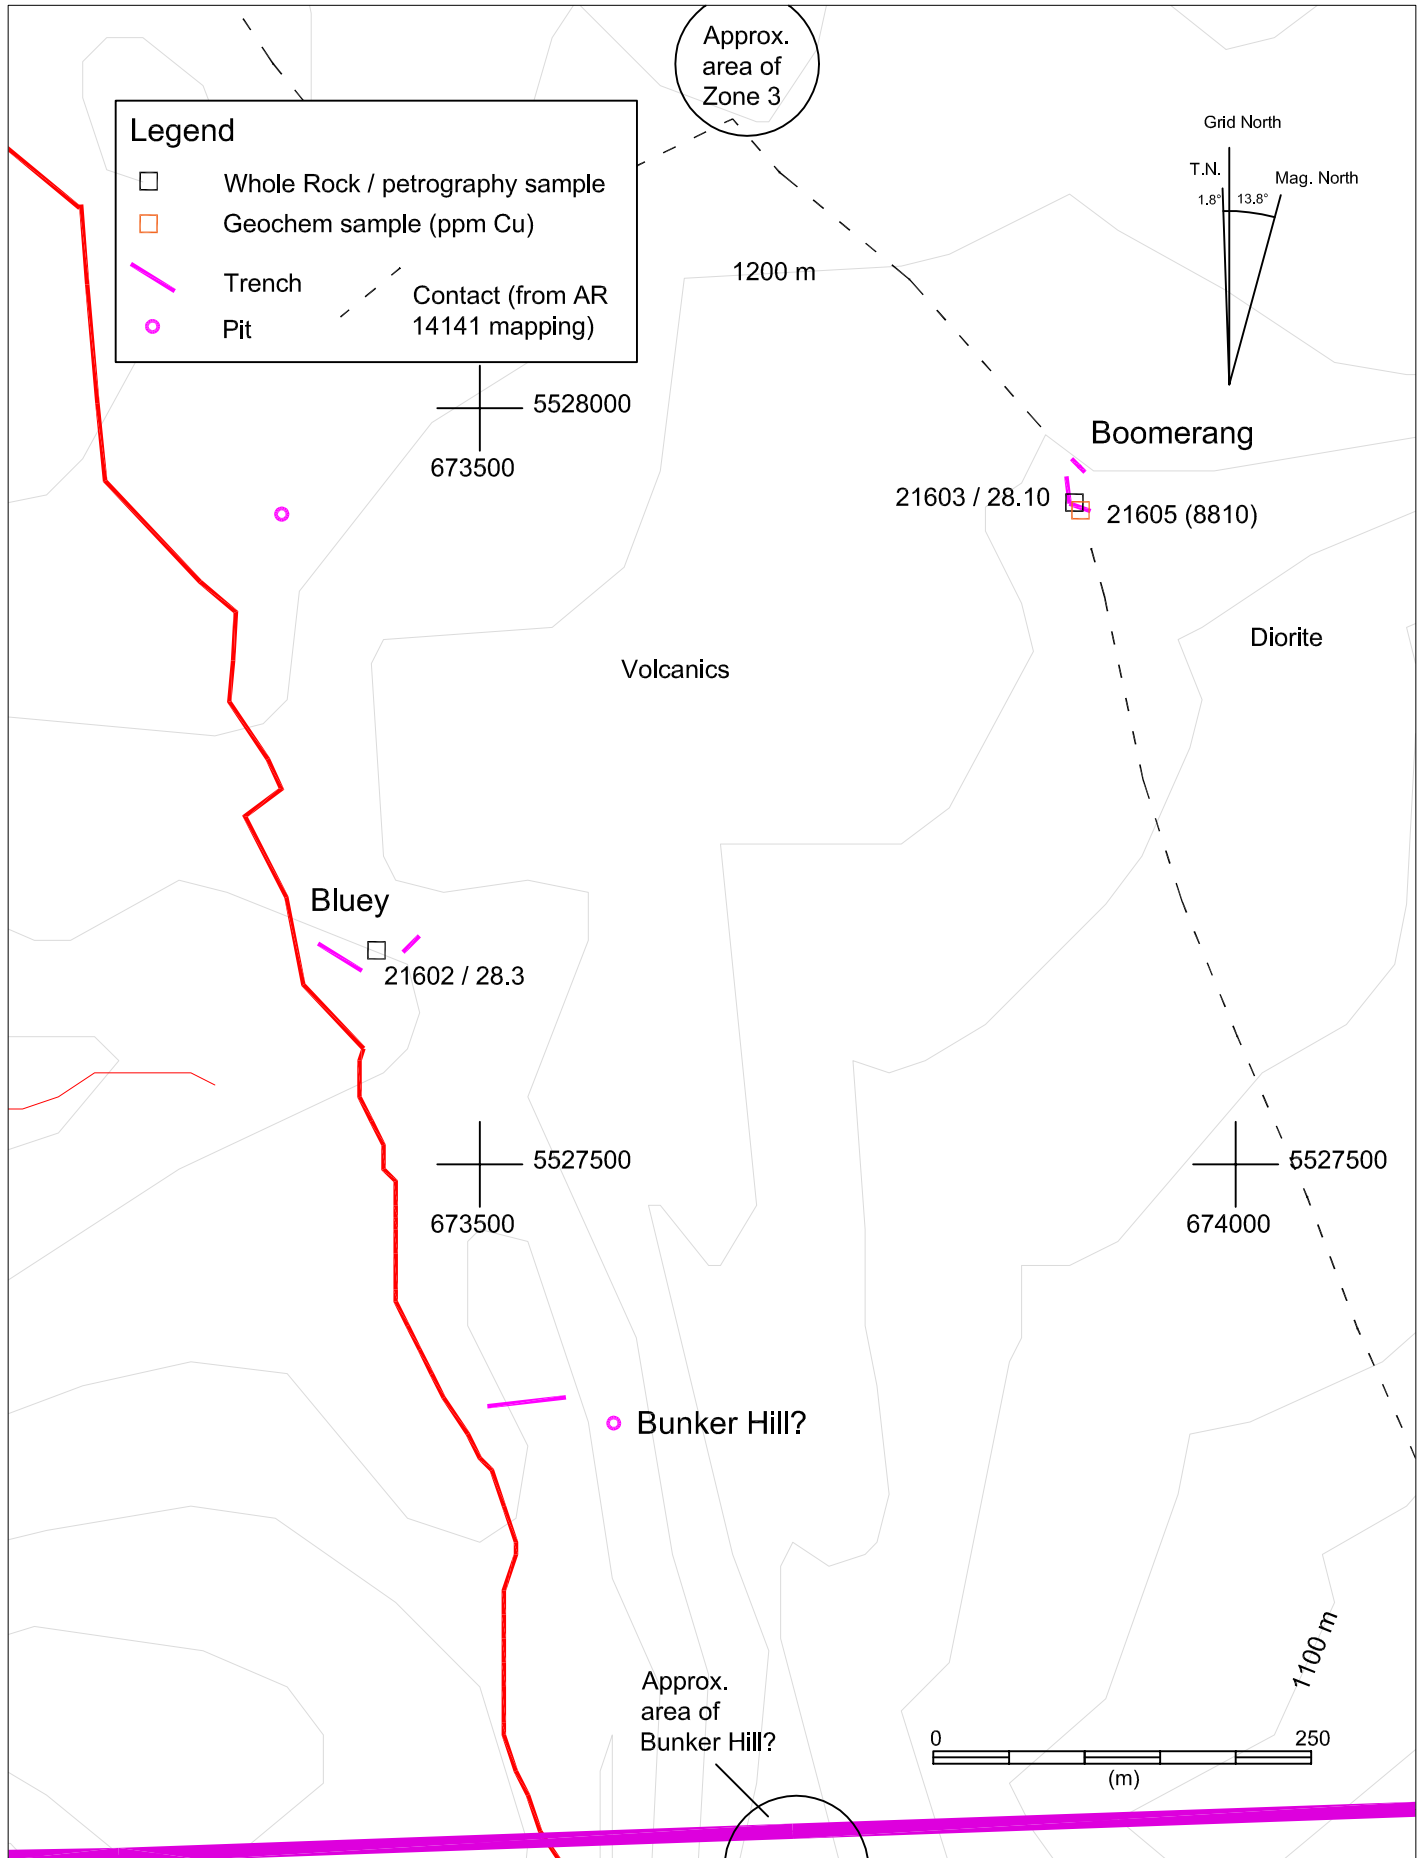 Approx.
area of
Zone 3
Legend
Whole Rock / petrography sample
Geochem sample (ppm Cu)
Trench
Contact (from AR
14141 mapping)
Pit
Grid North
T.N.
Mag. North
1.8°
13.8°
1200 m
5528000
673500
Boomerang
21603 / 28.10
21605 (8810)
Volcanics
Diorite
Bluey
21602 / 28.3
5527500
673500
5527500
674000
Bunker Hill?
Approx.
area of
Bunker Hill?
1100 m
0
250
(m)